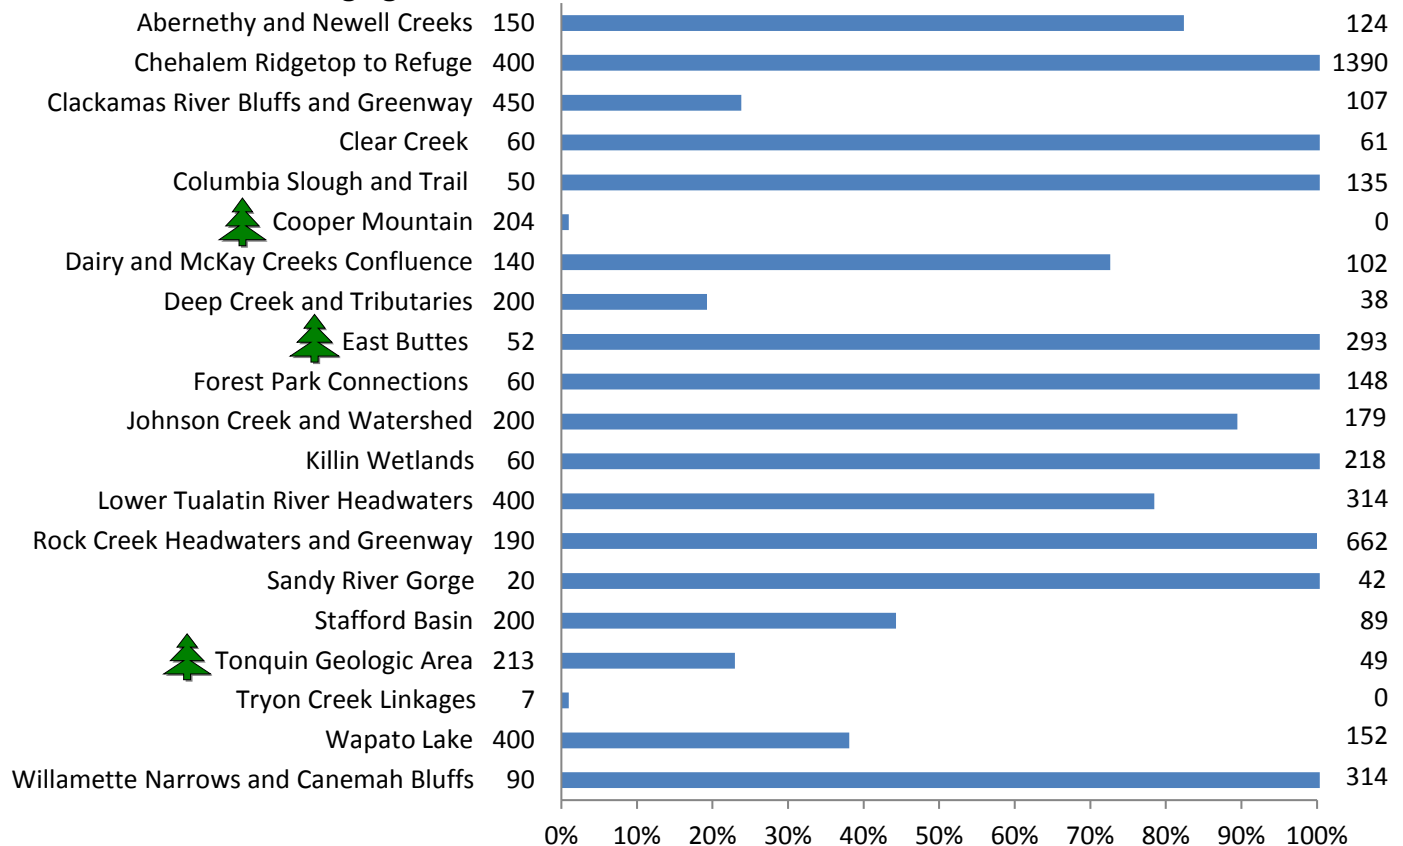 Abernethy and Newell Creeks 150 124
Chehalem Ridgetop to Refuge 400 1390
Clackamas River Bluffs and Greenway 450 107
Clear Creek 60 61
Columbia Slough and Trail 50 135
Cooper Mountain 204 0
Dairy and McKay Creeks Confluence 140 102
Deep Creek and Tributaries 200 38
East Buttes 52 293
Forest Park Connections 60 148
Johnson Creek and Watershed 200 179
Killin Wetlands 60 218
Lower Tualatin River Headwaters 400 314
Rock Creek Headwaters and Greenway 190 662
Sandy River Gorge 20 42
Stafford Basin 200 89
Tonquin Geologic Area 213 49
Tryon Creek Linkages 7 0
Wapato Lake 400 152
Willamette Narrows and Canemah Bluffs 90 314
0% 10% 20% 30% 40% 50% 60% 70% 80% 90% 100%